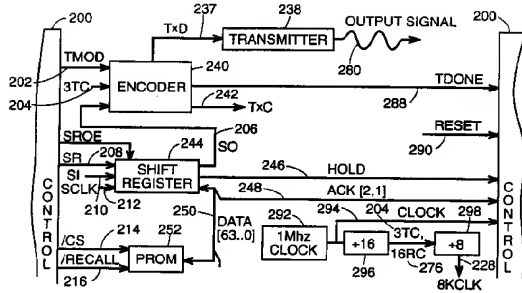 200
237
TxD
238
TRANSMITTER
OUTPUT SIGNAL
280
200
TMOD
202
3TC
204
ENCODER
240
242
TxC
TDONE
288
206
SO
RESET
290
SROE
SR
208
SI
SCLK
210
212
244
SHIFT REGISTER
246
HOLD
248
ACK [2,1]
250
DATA [63..0]
CONTROL
/CS
214
/RECALL
216
252
PROM
292
1Mhz CLOCK
294
204
CLOCK
298
÷16
296
3TC,
16RC
276
÷8
228
8KCLK
CONTROL